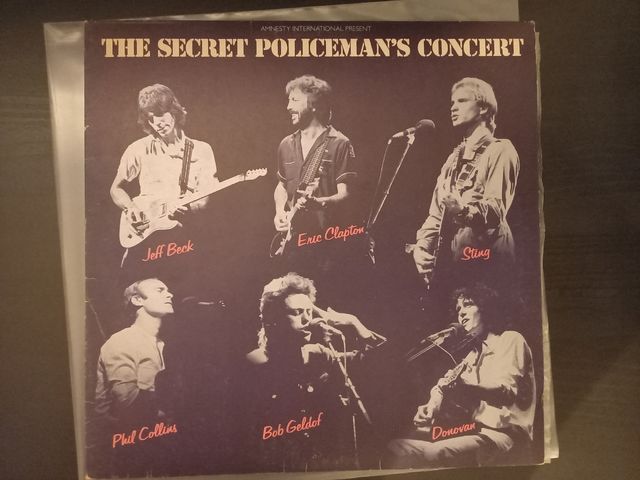 AMNESTY INTERNATIONAL PRESENT
THE SECRET POLICEMAN'S CONCERT
Jeff Beck
Eric Clapton
Sting
Phil Collins
Bob Geldof
Donovan